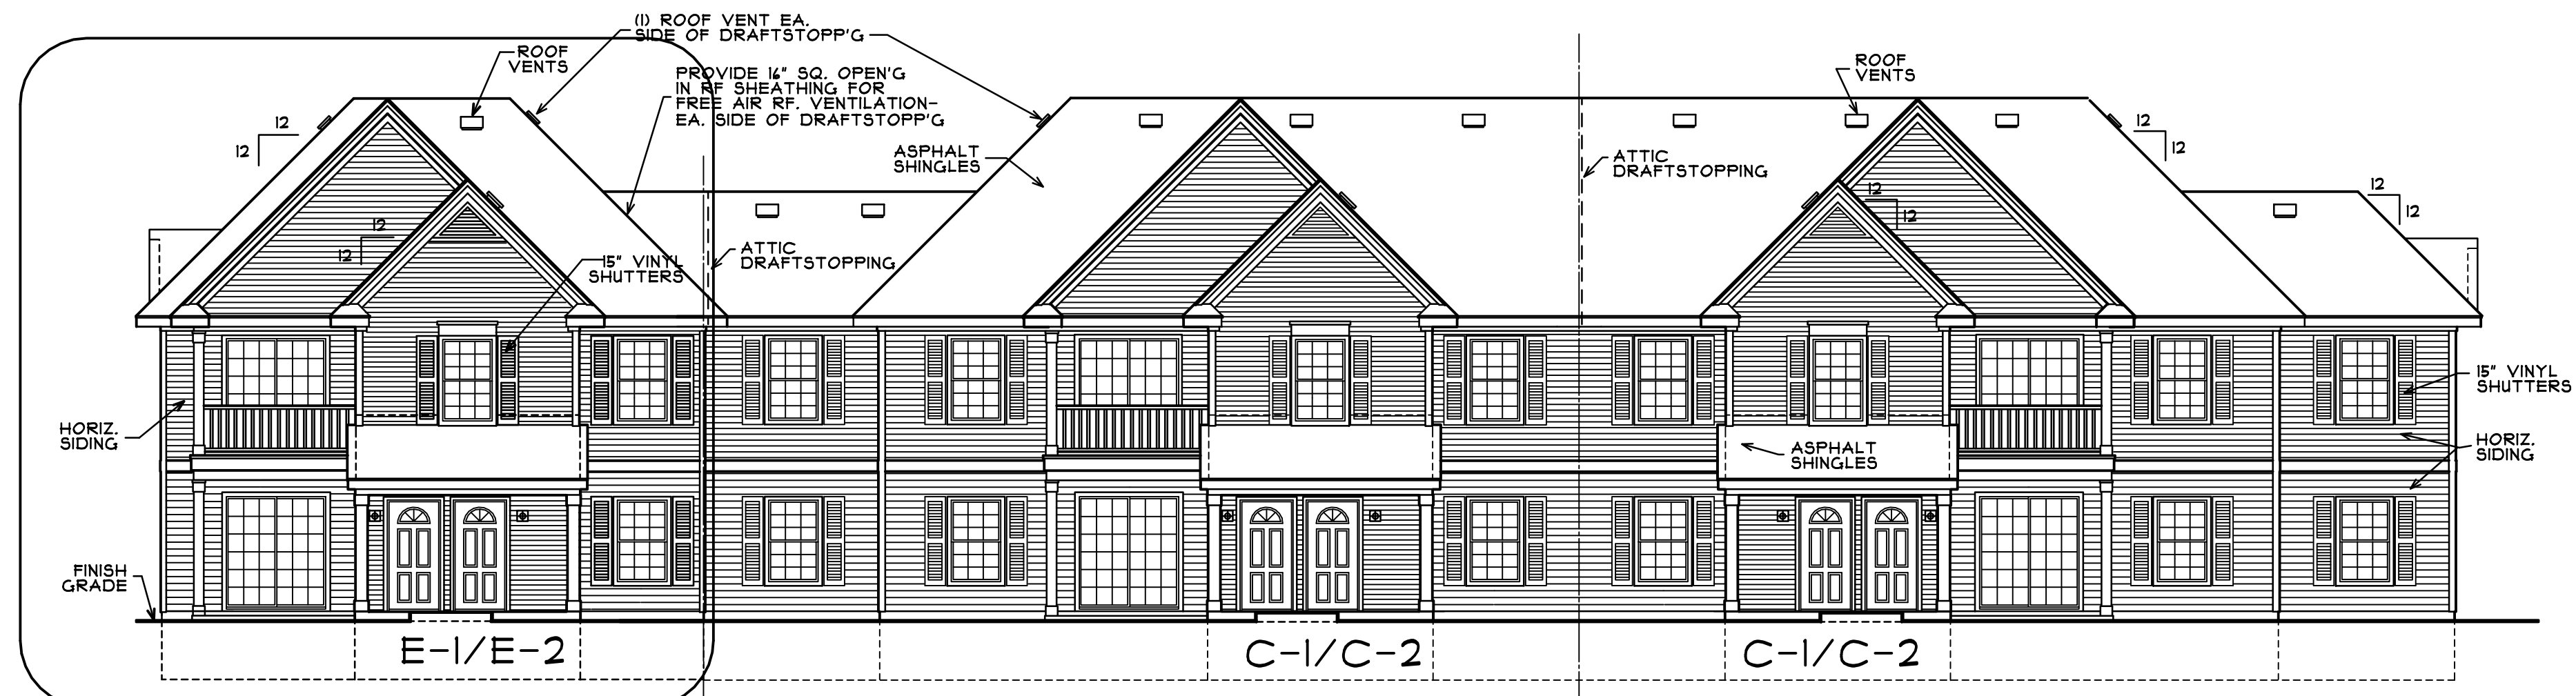 (1) ROOF VENT EA.
SIDE OF DRAFTSTOPP'G
ROOF
VENTS
PROVIDE 16" SQ. OPEN'G
IN RF SHEATHING FOR
FREE AIR RF. VENTILATION-
EA. SIDE OF DRAFTSTOPP'G
ROOF
VENTS
12
12
ASPHALT
SHINGLES
ATTIC
DRAFTSTOPPING
12
12
12
12
12
12
12
12
15" VINYL
SHUTTERS
ATTIC
DRAFTSTOPPING
15" VINYL
SHUTTERS
HORIZ.
SIDING
ASPHALT
SHINGLES
HORIZ.
SIDING
FINISH
GRADE
E-1/E-2
C-1/C-2
C-1/C-2